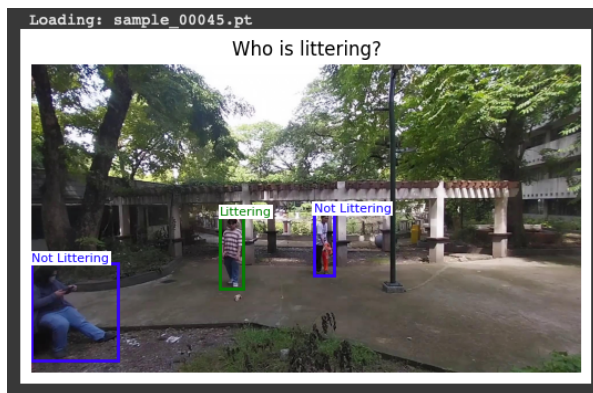 Loading: sample_00045.pt
Who is littering?
Littering
Not Littering
Not Littering